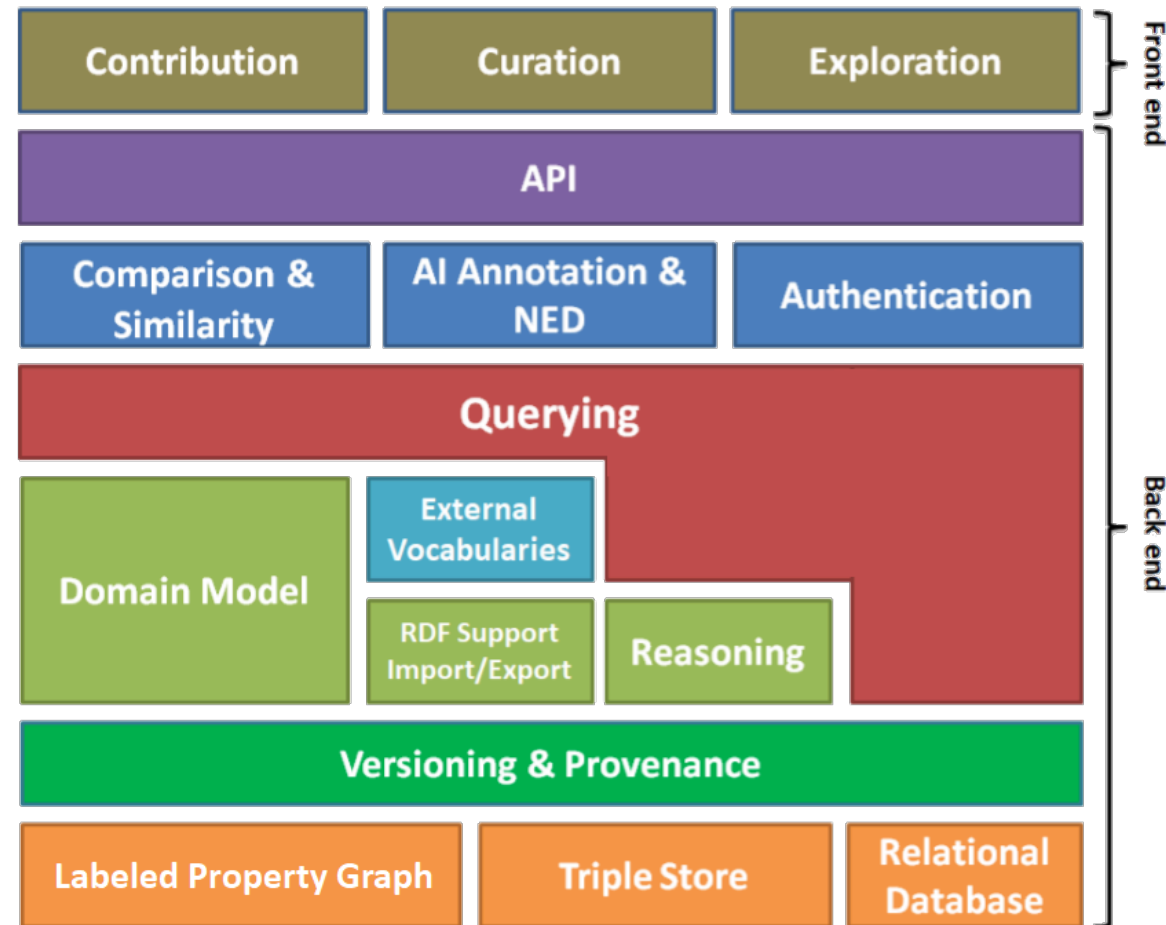 Contribution
Curation
Exploration
Front end
API
Comparison &
Similarity
AI Annotation &
NED
Authentication
Querying
Back end
Domain Model
External
Vocabularies
RDF Support
Import/Export
Reasoning
Versioning & Provenance
Labeled Property Graph
Triple Store
Relational
Database